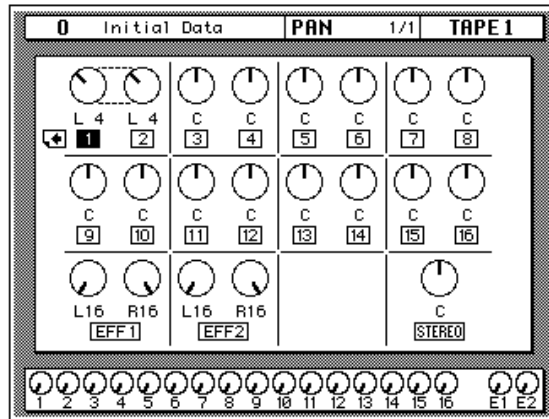 0 Initial Data PAN 1/1 TAPE1
L 4 L 4 C C C C C C
1 2 3 4 5 6 7 8
C C C C C C C C
9 10 11 12 13 14 15 16
L16 R16 L16 R16 C
EFF1 EFF2 STEREO
1 2 3 4 5 6 7 8 9 10 11 12 13 14 15 16 E1 E2